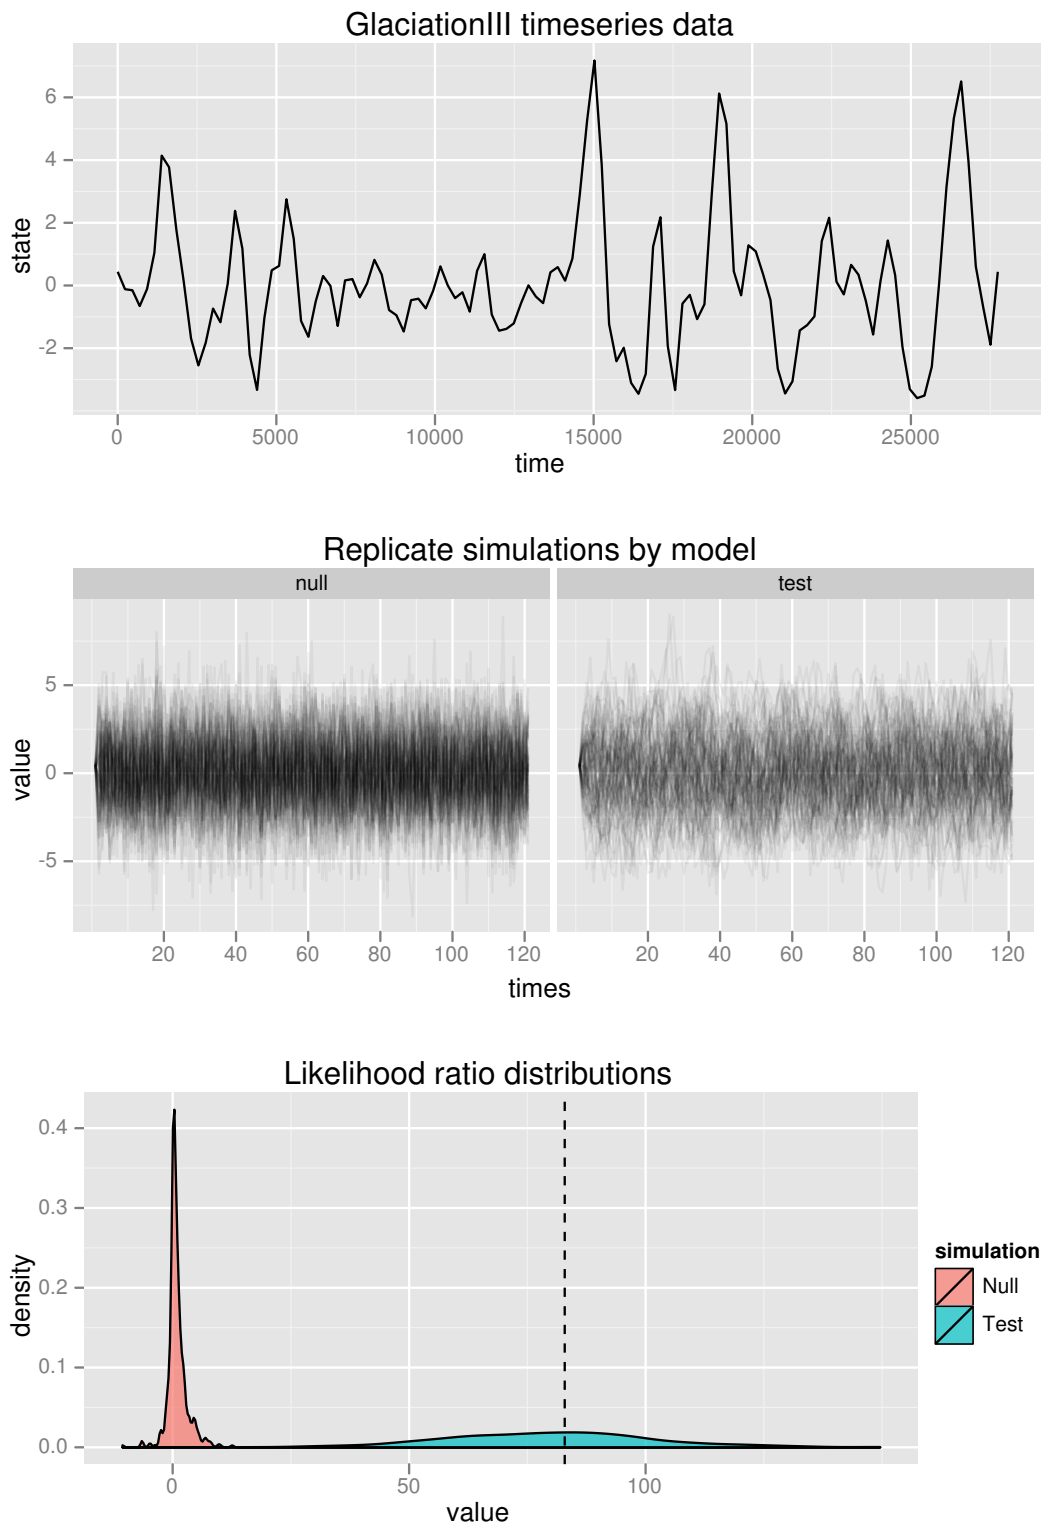 GlaciationIII timeseries data
state
6
4
2
0
-2
0 5000 10000 15000 20000 25000
time
Replicate simulations by model
null test
value
5
0
-5
20 40 60 80 100 120 20 40 60 80 100 120
times
Likelihood ratio distributions
density
0.4
0.3
0.2
0.1
0.0
0 50 100
value
simulation
Null
Test